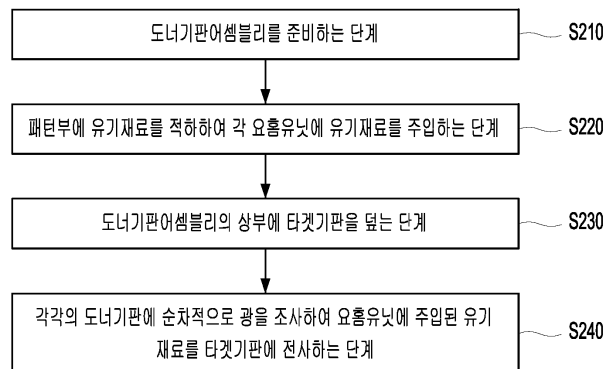 도너기판어셈블리를 준비하는 단계 S210
패턴부에 유기재료를 적하하여 각 요홈유닛에 유기재료를 주입하는 단계 S220
도너기판어셈블리의 상부에 타겟기판을 덮는 단계 S230
각각의 도너기판에 순차적으로 광을 조사하여 요홈유닛에 주입된 유기
재료를 타겟기판에 전사하는 단계 S240